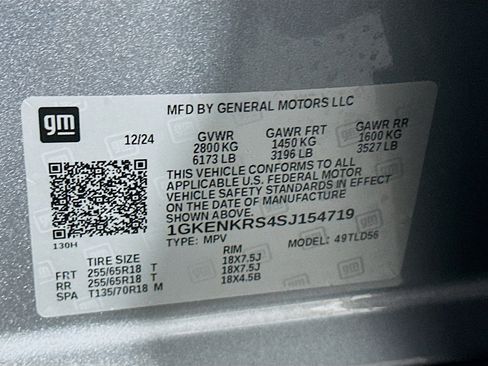 gm
MFD BY GENERAL MOTORS LLC
12/24 GVWR GAWR FRT GAWR RR
2800 KG 1450 KG 1600 KG
6173 LB 3196 LB 3527 LB
THIS VEHICLE CONFORMS TO ALL
APPLICABLE U.S. FEDERAL MOTOR
VEHICLE SAFETY STANDARDS IN EFFECT
ON THE DATE OF MANUFACTURE
SHOWN ABOVE.
1GKENKRS4SJ154719
130H TYPE: MPV MODEL: 49TLD56
TIRE SIZE RIM
FRT 255/65R18 T 18X7.5J
RR 255/65R18 T 18X7.5J
SPA T135/70R18 M 18X4.5B